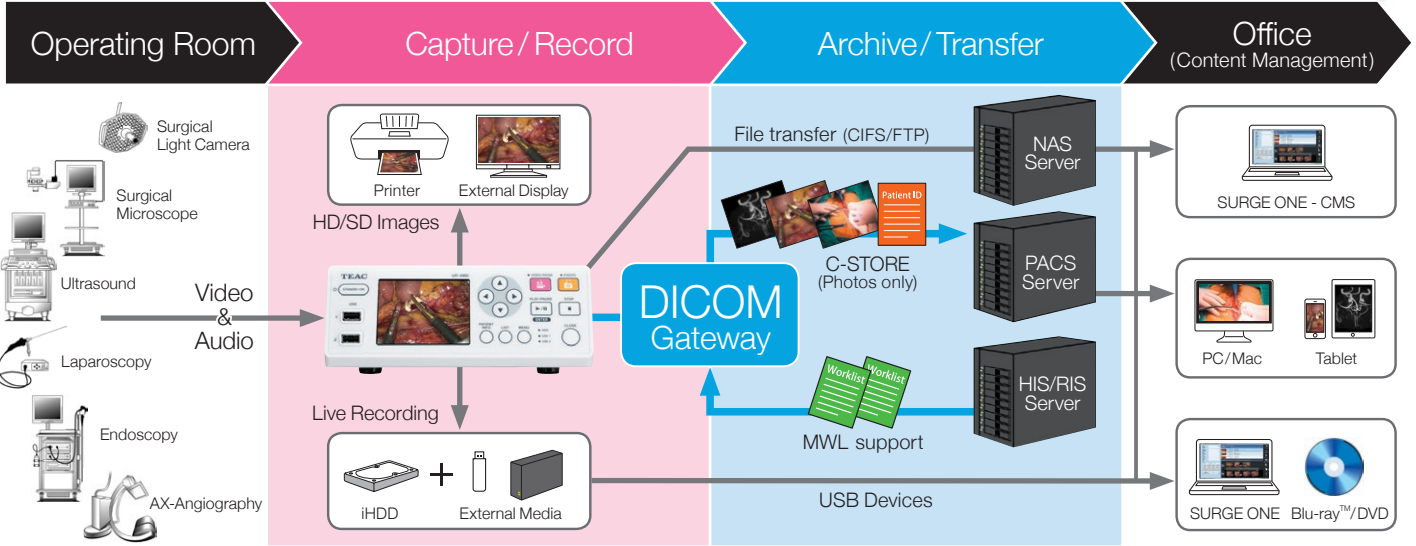 Operating Room
Capture / Record
Archive / Transfer
Office
(Content Management)
Surgical
Light Camera
Surgical
Microscope
Ultrasound
Laparoscopy
Endoscopy
AX-Angiography
Video
&
Audio
Printer
External Display
HD/SD Images
TEAC
Live Recording
iHDD
+
External Media
File transfer (CIFS/FTP)
NAS
Server
Patient ID
C-STORE
(Photos only)
PACS
Server
DICOM
Gateway
Worklist
Worklist
MWL support
HIS/RIS
Server
USB Devices
SURGE ONE - CMS
PC/Mac
Tablet
SURGE ONE
Blu-ray™/DVD